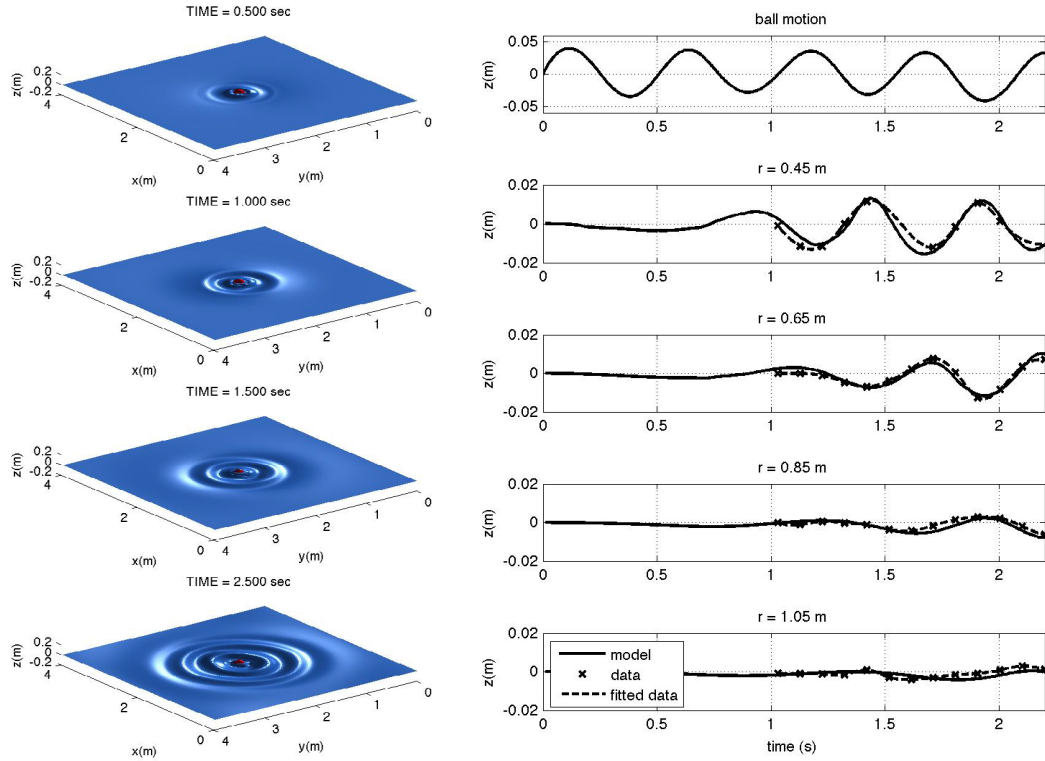 TIME = 0.500 sec
z(m)
0.2
0
-0.2
4
2
0
x(m)
4
3
2
1
0
y(m)
TIME = 1.000 sec
z(m)
0.2
0
-0.2
4
2
0
x(m)
4
3
2
1
0
y(m)
TIME = 1.500 sec
z(m)
0.2
0
-0.2
4
2
0
x(m)
4
3
2
1
0
y(m)
TIME = 2.500 sec
z(m)
0.2
0
-0.2
4
2
0
x(m)
4
3
2
1
0
y(m)
ball motion
z(m)
0.05
0
-0.05
0 0.5 1 1.5 2
r = 0.45 m
z(m)
0.02
0
-0.02
0 0.5 1 1.5 2
r = 0.65 m
z(m)
0.02
0
-0.02
0 0.5 1 1.5 2
r = 0.85 m
z(m)
0.02
0
-0.02
0 0.5 1 1.5 2
r = 1.05 m
z(m)
0.02
0
-0.02
model
data
fitted data
0 0.5 1 1.5 2
time (s)